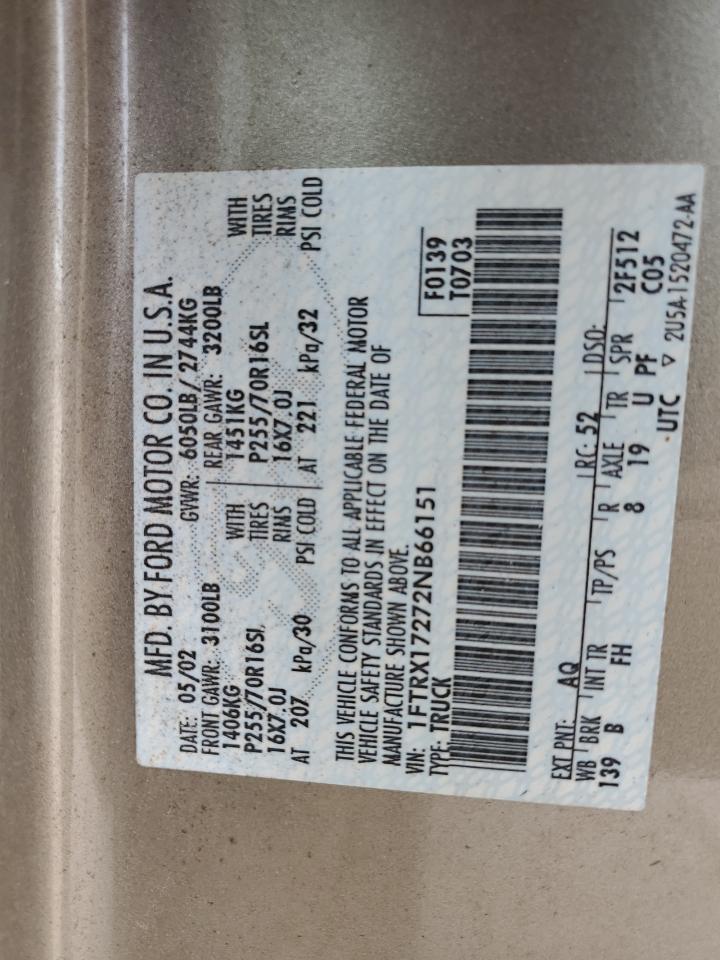 MFD. BY FORD MOTOR CO. IN U.S.A.
DATE: 05/02 GVWR: 6050LB / 2744KG
FRONT GAWR: 3100LB REAR GAWR: 3200LB
1406KG WITH 1451KG WITH
P255/70R16SL TIRES P255/70R16SL TIRES
16X7.0J RIMS 16X7.0J RIMS
AT 207 kPa/30 PSI COLD AT 221 kPa/32 PSI COLD
THIS VEHICLE CONFORMS TO ALL APPLICABLE FEDERAL MOTOR
VEHICLE SAFETY STANDARDS IN EFFECT ON THE DATE OF
MANUFACTURE SHOWN ABOVE.
VIN: 1FTRX17272NB66151 F0139
TYPE: TRUCK T0703
EXT PNT: AQ RC: 52 DSO:
WB BRK INT TR TP/PS R AXLE TR SPR 2F512
139 B FH 8 19 U PF C05
UTC ▽ 2U5A-1520472-AA